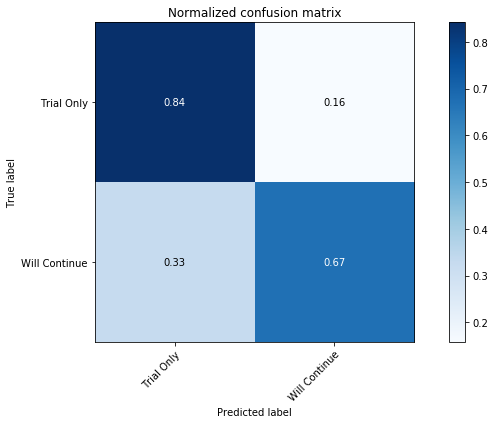 Normalized confusion matrix
True label
Trial Only
Will Continue
0.84
0.16
0.33
0.67
Trial Only
Will Continue
Predicted label
0.8
0.7
0.6
0.5
0.4
0.3
0.2